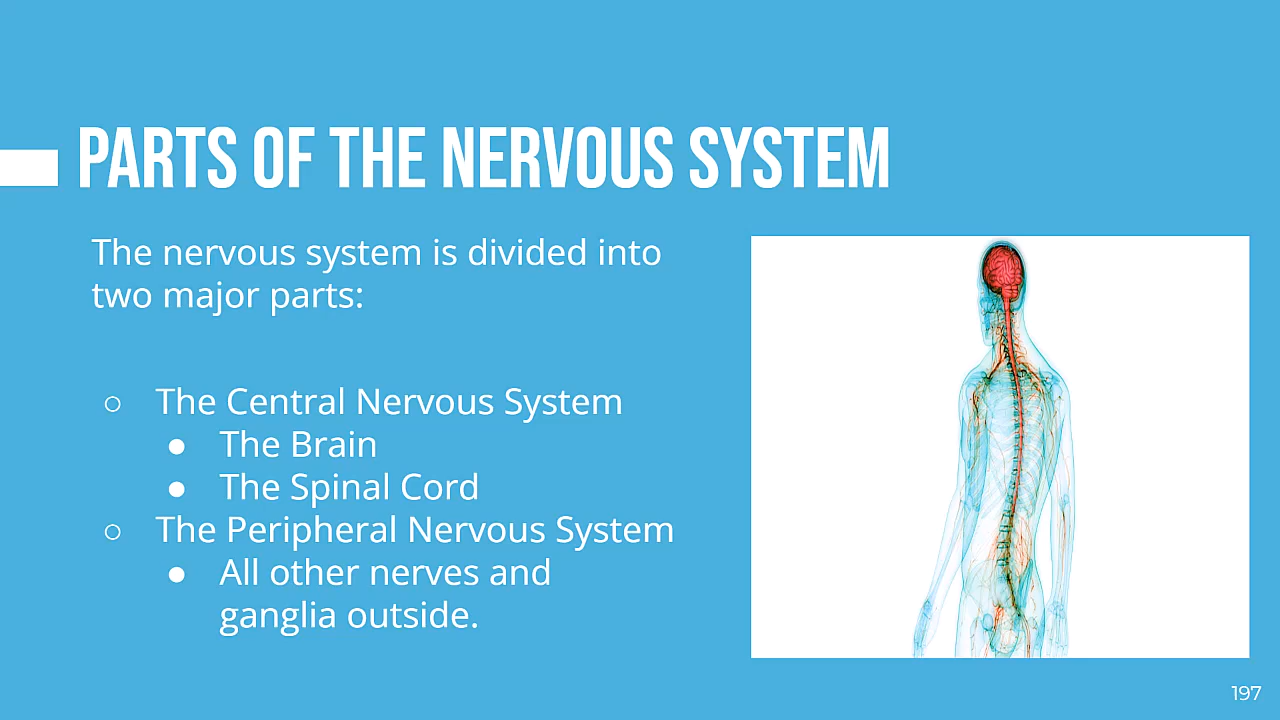 PARTS OF THE NERVOUS SYSTEM
The nervous system is divided into
two major parts:
○ The Central Nervous System
● The Brain
● The Spinal Cord
○ The Peripheral Nervous System
● All other nerves and
ganglia outside.
197